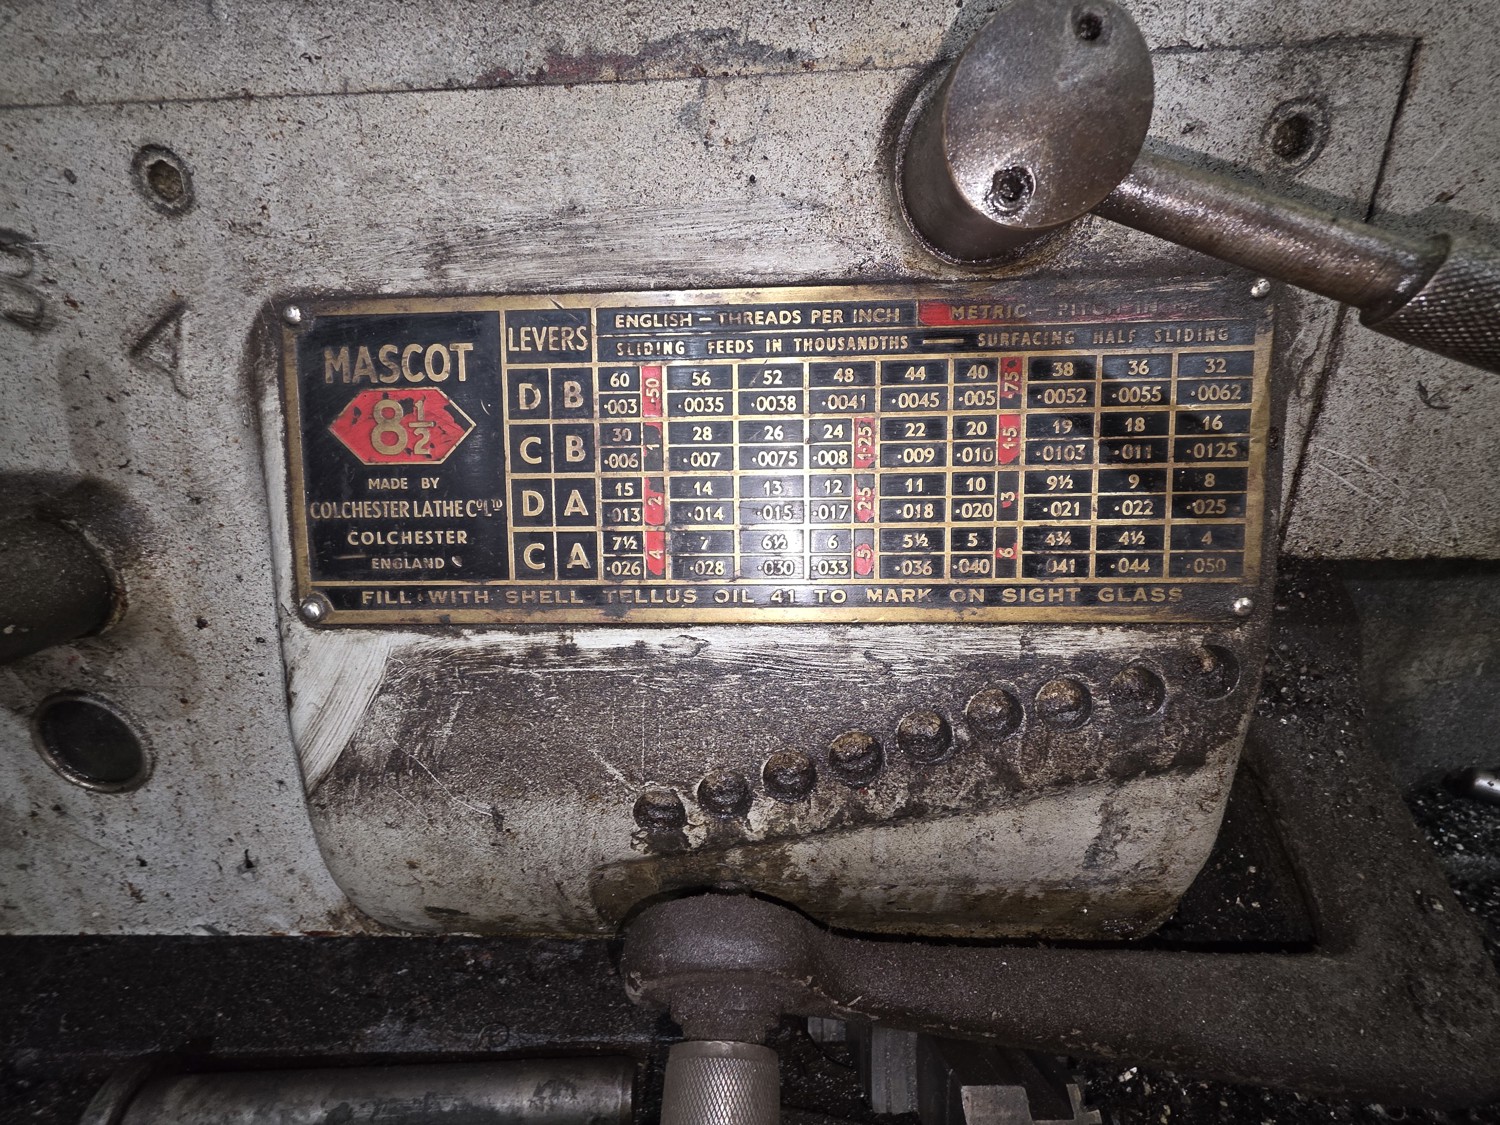 MASCOT
8½
MADE BY
COLCHESTER LATHE Co LTD
COLCHESTER
ENGLAND
LEVERS
ENGLISH — THREADS PER INCH METRIC - PITCH IN
SLIDING FEEDS IN THOUSANDTHS — SURFACING HALF SLIDING
D B 60 ·50 56 52 48 44 40 ·75 38 36 32
·003 ·0035 ·0038 ·0041 ·0045 ·005 ·0052 ·0055 ·0062
C B 30 1 28 26 24 1·25 22 20 1·5 19 18 16
·006 ·007 ·0075 ·008 ·009 ·010 ·0103 ·011 ·0125
D A 15 2 14 13 12 2·5 11 10 3 9½ 9 8
·013 ·014 ·015 ·017 ·018 ·020 ·021 ·022 ·025
C A 7½ 4 7 6½ 6 5 5½ 5 6 4¾ 4½ 4
·026 ·028 ·030 ·033 ·036 ·040 ·041 ·044 ·050
FILL WITH SHELL TELLUS OIL 41 TO MARK ON SIGHT GLASS
A